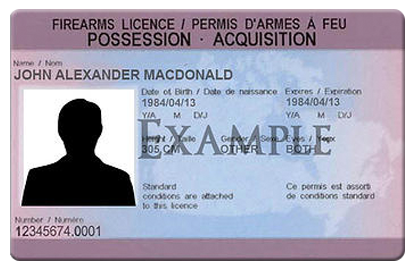 FIREARMS LICENCE / PERMIS D'ARMES À FEU
POSSESSION · ACQUISITION
Name / Nom
JOHN ALEXANDER MACDONALD
Date of Birth / Date de naissance Expires / Expiration
1984/04/13 1984/04/13
Y/A M D/J Y/A M D/J
EXAMPLE
Height / Taille Gender / Sexe Eyes / Yeux
305 CM OTHER BOTH
Standard Ce permis est assorti
conditions are attached de conditions standard
to this licence
Number / Numéro
12345674.0001